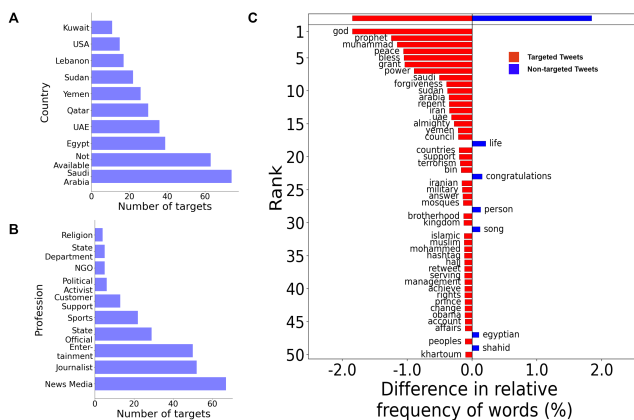 A
Kuwait
USA
Lebanon
Sudan
Yemen
Qatar
UAE
Egypt
Not
Available
Saudi
Arabia
Country
0 20 40 60
Number of targets
B
Religion
State
Department
NGO
Political
Activist
Customer
Support
Sports
State
Official
Enter-
tainment
Journalist
News Media
Profession
0 20 40 60
Number of targets
C
Targeted Tweets
Non-targeted Tweets
Rank
1
5
10
15
20
25
30
35
40
45
50
god
prophet
muhammad
peace
bless
grant
power
saudi
forgiveness
sudan
arabia
repent
iran
uae
almighty
yemen
council
life
countries
support
terrorism
bin
congratulations
iranian
military
answer
mosques
person
brotherhood
kingdom
song
islamic
muslim
mohammed
hashtag
hall
retweet
serving
management
achieve
rights
prince
change
obama
account
affairs
egyptian
peoples
shahid
khartoum
-2.0 -1.0 0.0 1.0 2.0
Difference in relative
frequency of words (%)